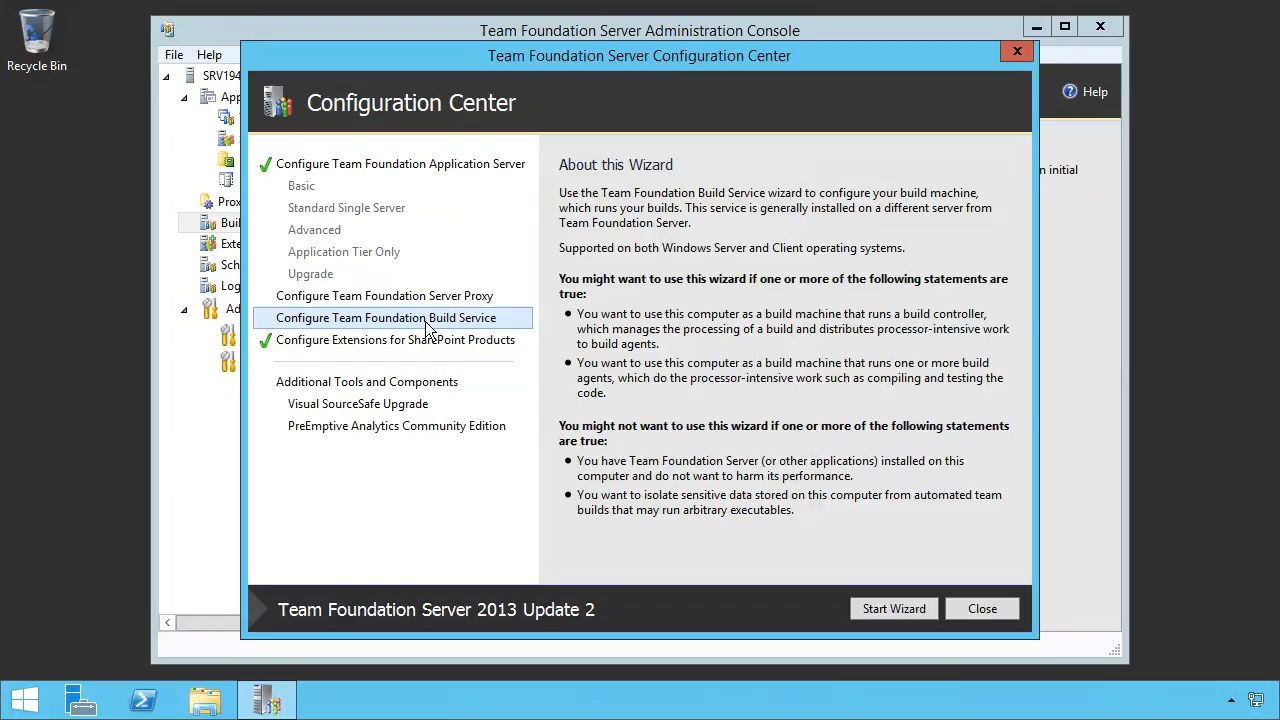 Recycle Bin
Team Foundation Server Administration Console
File Help
Team Foundation Server Configuration Center
SRV194
App
Prox
Buil
Exte
Sch
Log
Ad
Help
n initial
Configuration Center
Configure Team Foundation Application Server
Basic
Standard Single Server
Advanced
Application Tier Only
Upgrade
Configure Team Foundation Server Proxy
Configure Team Foundation Build Service
Configure Extensions for SharePoint Products
Additional Tools and Components
Visual SourceSafe Upgrade
PreEmptive Analytics Community Edition
About this Wizard
Use the Team Foundation Build Service wizard to configure your build machine,
which runs your builds. This service is generally installed on a different server from
Team Foundation Server.
Supported on both Windows Server and Client operating systems.
You might want to use this wizard if one or more of the following statements are
true:
You want to use this computer as a build machine that runs a build controller,
which manages the processing of a build and distributes processor-intensive work
to build agents.
You want to use this computer as a build machine that runs one or more build
agents, which do the processor-intensive work such as compiling and testing the
code.
You might not want to use this wizard if one or more of the following statements
are true:
You have Team Foundation Server (or other applications) installed on this
computer and do not want to harm its performance.
You want to isolate sensitive data stored on this computer from automated team
builds that may run arbitrary executables.
Team Foundation Server 2013 Update 2
Start Wizard
Close